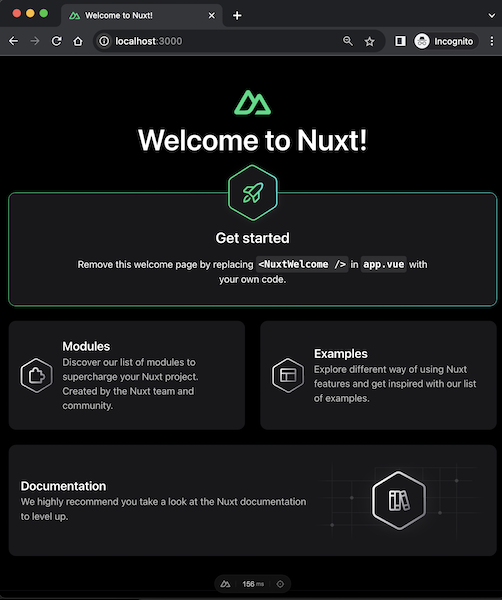 Welcome to Nuxt!
localhost:3000
Incognito
Welcome to Nuxt!
Get started
Remove this welcome page by replacing <NuxtWelcome /> in app.vue with
your own code.
Modules
Discover our list of modules to
supercharge your Nuxt project.
Created by the Nuxt team and
community.
Examples
Explore different way of using Nuxt
features and get inspired with our list
of examples.
Documentation
We highly recommend you take a look at the Nuxt documentation
to level up.
156 ms